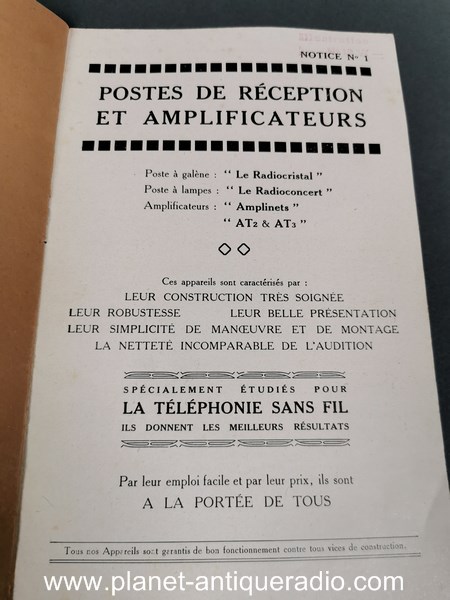 NOTICE No 1
POSTES DE RÉCEPTION
ET AMPLIFICATEURS
Poste à galène : “ Le Radiocristal ”
Poste à lampes : “ Le Radioconcert ”
Amplificateurs : “ Amplinets ”
“ AT2 & AT3 ”
Ces appareils sont caractérisés par :
LEUR CONSTRUCTION TRÈS SOIGNÉE
LEUR ROBUSTESSE LEUR BELLE PRÉSENTATION
LEUR SIMPLICITÉ DE MANŒUVRE ET DE MONTAGE
LA NETTETÉ INCOMPARABLE DE L'AUDITION
SPÉCIALEMENT ÉTUDIÉS POUR
LA TÉLÉPHONIE SANS FIL
ILS DONNENT LES MEILLEURS RÉSULTATS
Par leur emploi facile et par leur prix, ils sont
A LA PORTÉE DE TOUS
Tous nos Appareils sont garantis de bon fonctionnement contre tous vices de construction.
www.planet-antiqueradio.com